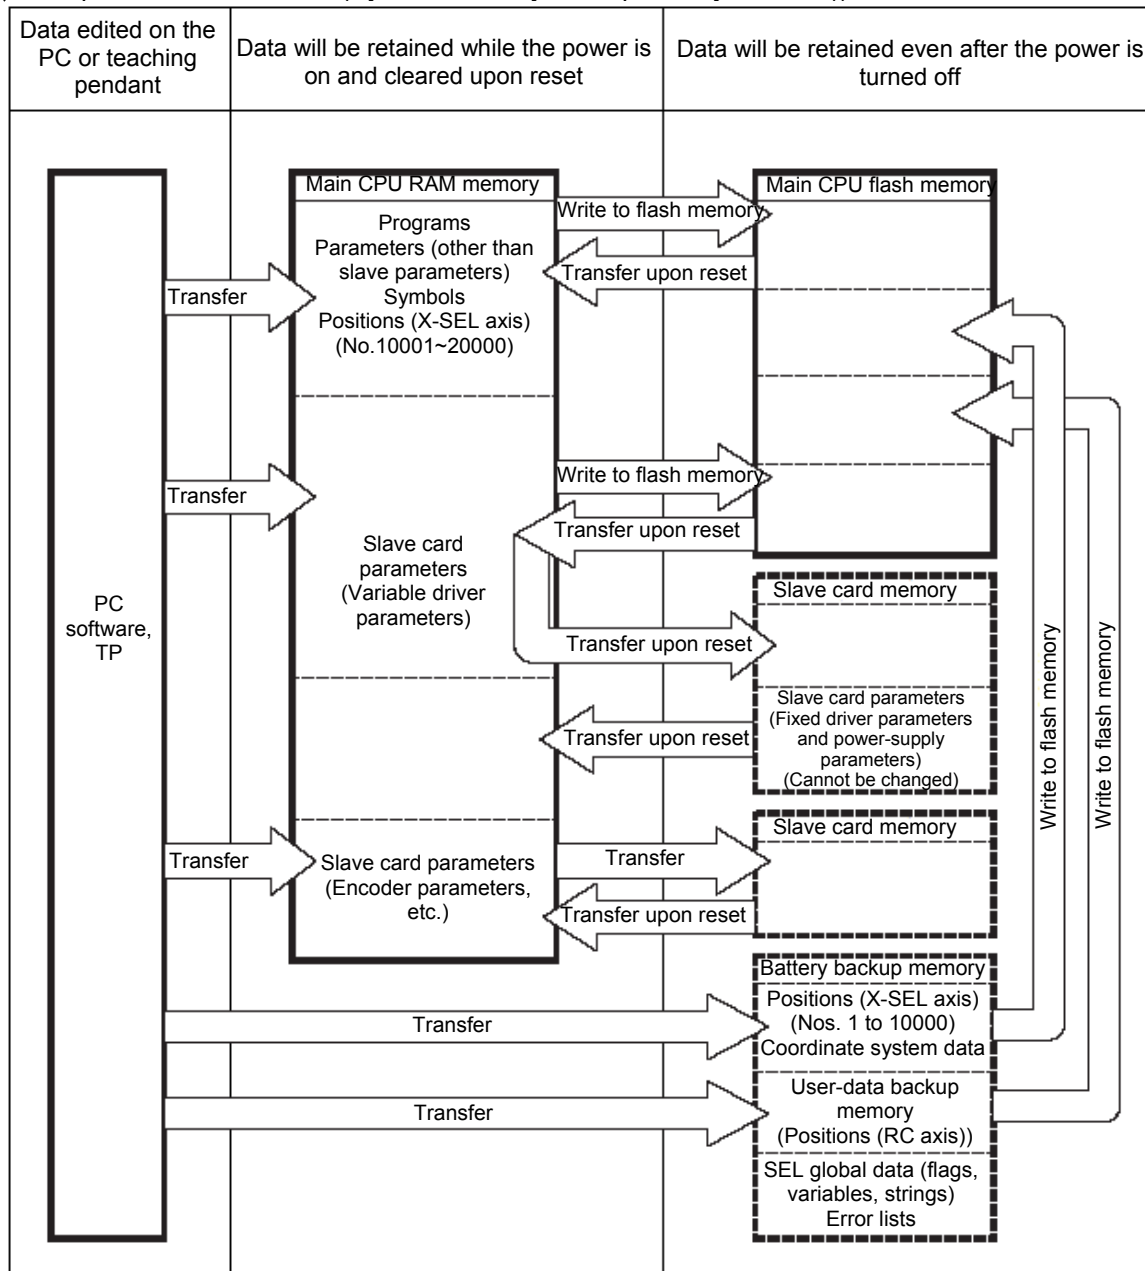 Data edited on the
PC or teaching
pendant
Data will be retained while the power is
on and cleared upon reset
Data will be retained even after the power is
turned off
PC
software,
TP
Transfer
Transfer
Transfer
Transfer
Transfer
Main CPU RAM memory
Programs
Parameters (other than
slave parameters)
Symbols
Positions (X-SEL axis)
(No.10001~20000)
Slave card
parameters
(Variable driver
parameters)
Slave card parameters
(Encoder parameters,
etc.)
Write to flash memory
Transfer upon reset
Write to flash memory
Transfer upon reset
Transfer upon reset
Transfer upon reset
Transfer
Transfer upon reset
Main CPU flash memory
Slave card memory
Slave card parameters
(Fixed driver parameters
and power-supply
parameters)
(Cannot be changed)
Slave card memory
Battery backup memory
Positions (X-SEL axis)
(Nos. 1 to 10000)
Coordinate system data
User-data backup
memory
(Positions (RC axis))
SEL global data (flags,
variables, strings)
Error lists
Write to flash memory
Write to flash memory